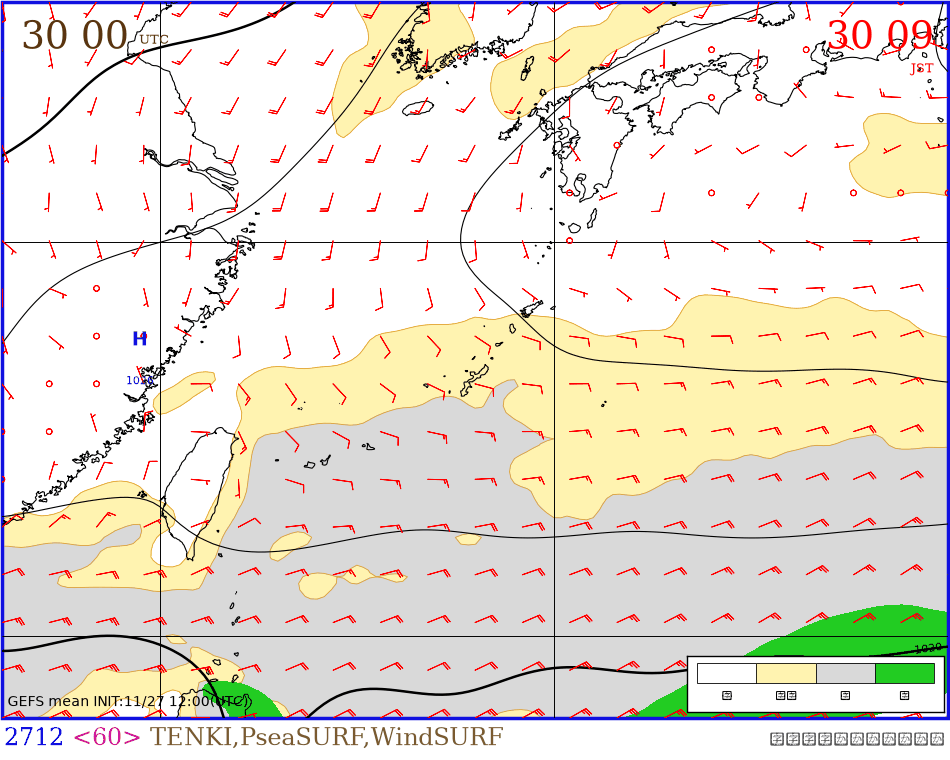 30 00 UTC
30 09 JST
H
1020
GEFS mean INIT:11/27 12:00(UTC)
2712 <60> TENKI,PseaSURF,WindSURF